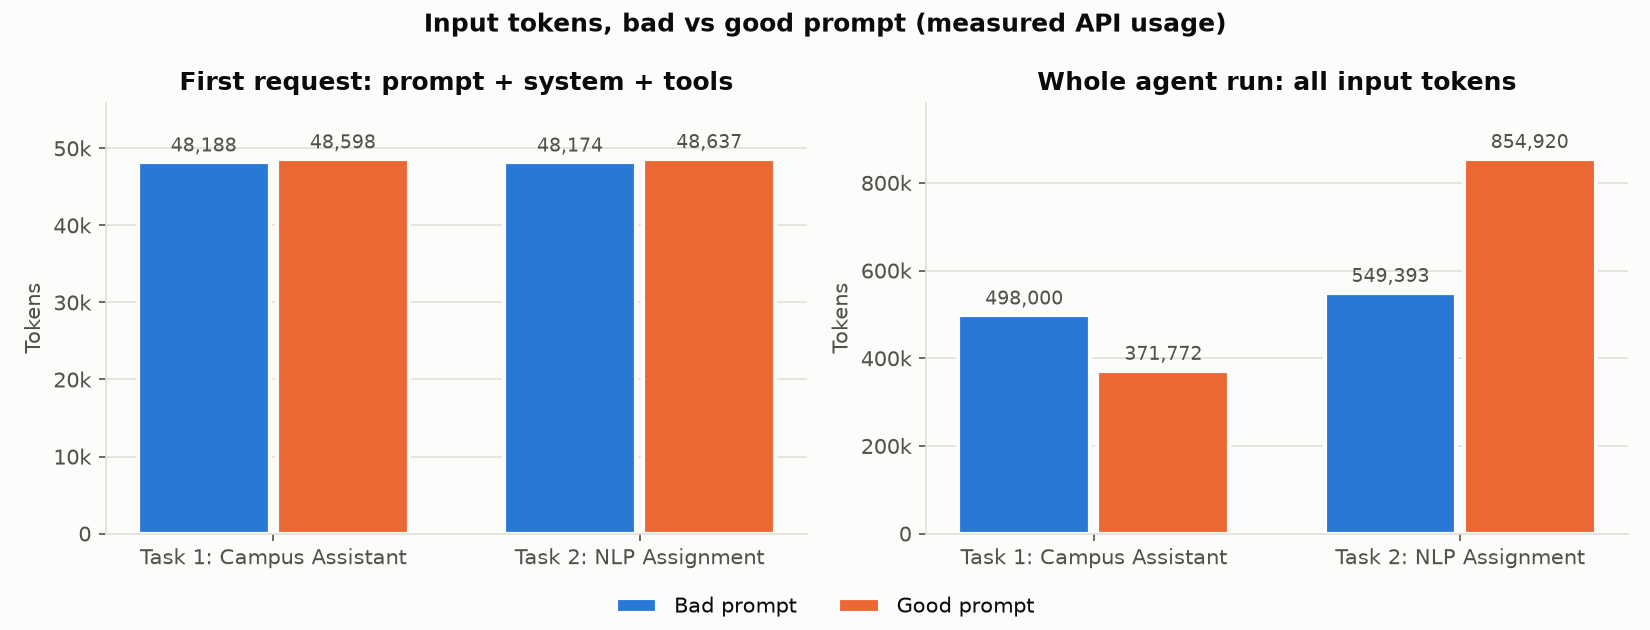 Input tokens, bad vs good prompt (measured API usage)
First request: prompt + system + tools
Tokens
50k
40k
30k
20k
10k
0
48,188
48,598
48,174
48,637
Task 1: Campus Assistant
Task 2: NLP Assignment
Whole agent run: all input tokens
Tokens
800k
600k
400k
200k
0
498,000
371,772
549,393
854,920
Task 1: Campus Assistant
Task 2: NLP Assignment
Bad prompt
Good prompt